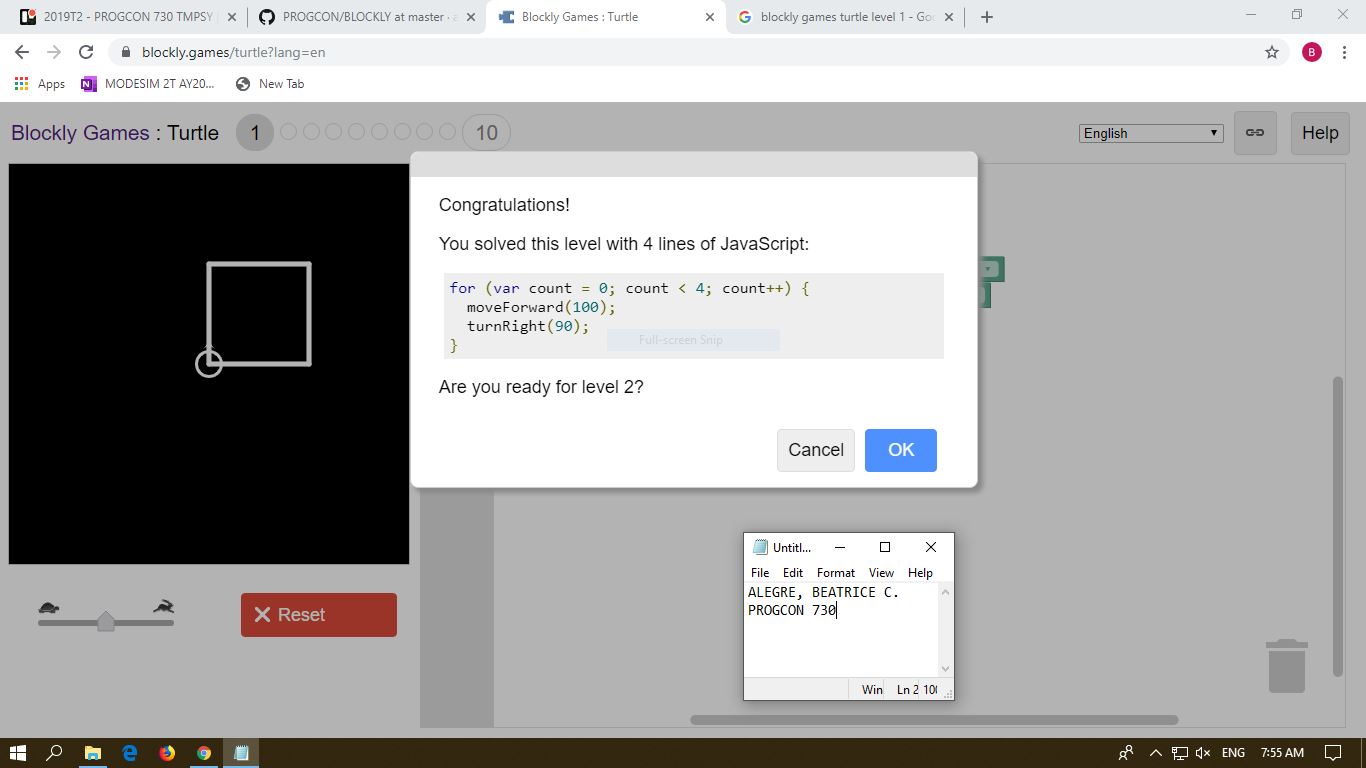 2019T2 - PROGCON 730 TMPSY
PROGCON/BLOCKLY at master ·
Blockly Games : Turtle
blockly games turtle level 1 - Goo
blockly.games/turtle?lang=en
B
Apps
MODESIM 2T AY20...
New Tab
Blockly Games : Turtle
1
10
English
Help
Congratulations!
You solved this level with 4 lines of JavaScript:
for (var count = 0; count < 4; count++) {
  moveForward(100);
  turnRight(90);
}
Full-screen Snip
Are you ready for level 2?
Cancel
OK
Reset
Untitl...
File Edit Format View Help
ALEGRE, BEATRICE C.
PROGCON 730
Win
Ln 2
100
ENG
7:55 AM